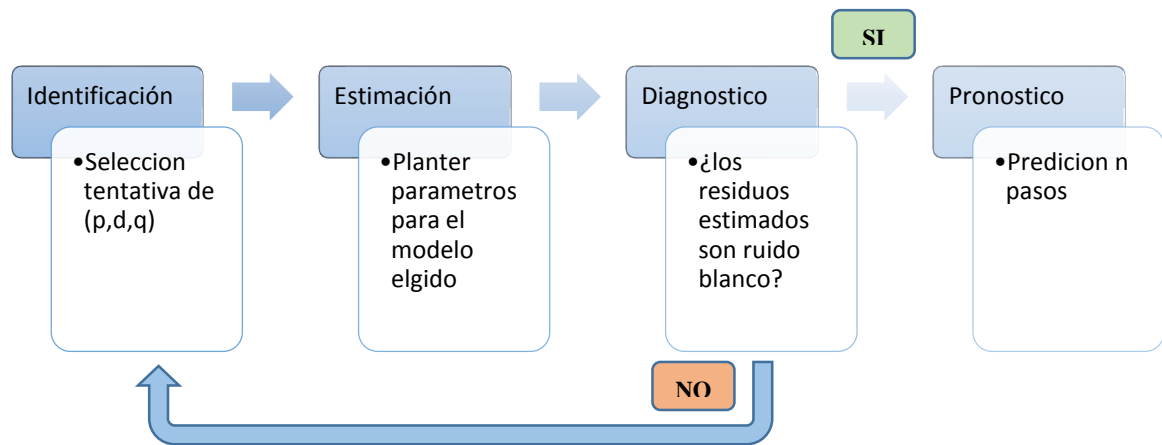 SI
Identificación
Estimación
Diagnostico
Pronostico
•Seleccion
tentativa de
(p,d,q)
•Planter
parametros
para el
modelo
elgido
•¿los
residuos
estimados
son ruido
blanco?
•Predicion n
pasos
NO